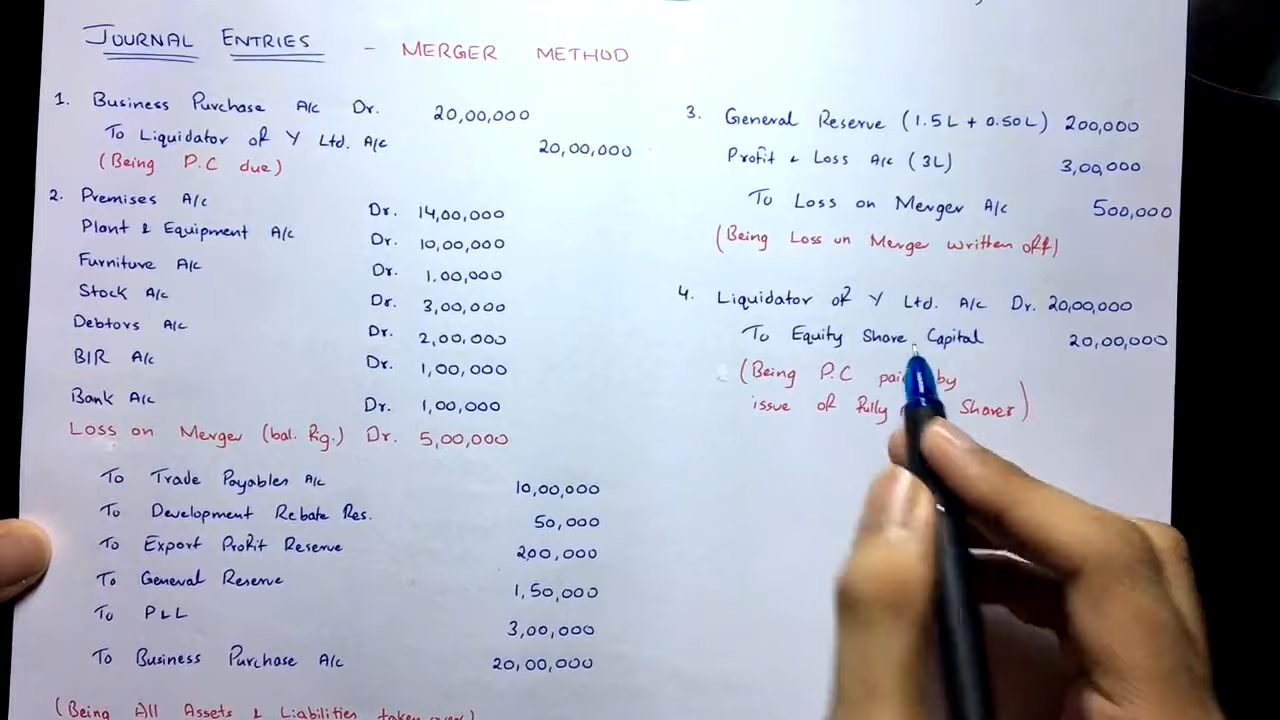 JOURNAL ENTRIES - MERGER METHOD
1. Business Purchase A/c Dr. 20,00,000
To Liquidator of Y Ltd. A/c 20,00,000
(Being P.C due)
2. Premises A/c Dr. 14,00,000
Plant & Equipment A/c Dr. 10,00,000
Furniture A/c Dr. 1,00,000
Stock A/c Dr. 3,00,000
Debtors A/c Dr. 2,00,000
B/R A/c Dr. 1,00,000
Bank A/c Dr. 1,00,000
Loss on Merger (bal. fig.) Dr. 5,00,000
To Trade Payables A/c 10,00,000
To Development Rebate Res. 50,000
To Export Profit Reserve 200,000
To General Reserve 1,50,000
To P&L 3,00,000
To Business Purchase A/c 20,00,000
(Being All Assets & Liabilities taken over)
3. General Reserve (1.5L + 0.50L) 200,000
Profit & Loss A/c (3L) 3,00,000
To Loss on Merger A/c 500,000
(Being Loss on Merger written off)
4. Liquidator of Y Ltd. A/c Dr. 20,00,000
To Equity Share Capital 20,00,000
(Being P.C by
issue of fully Shares)